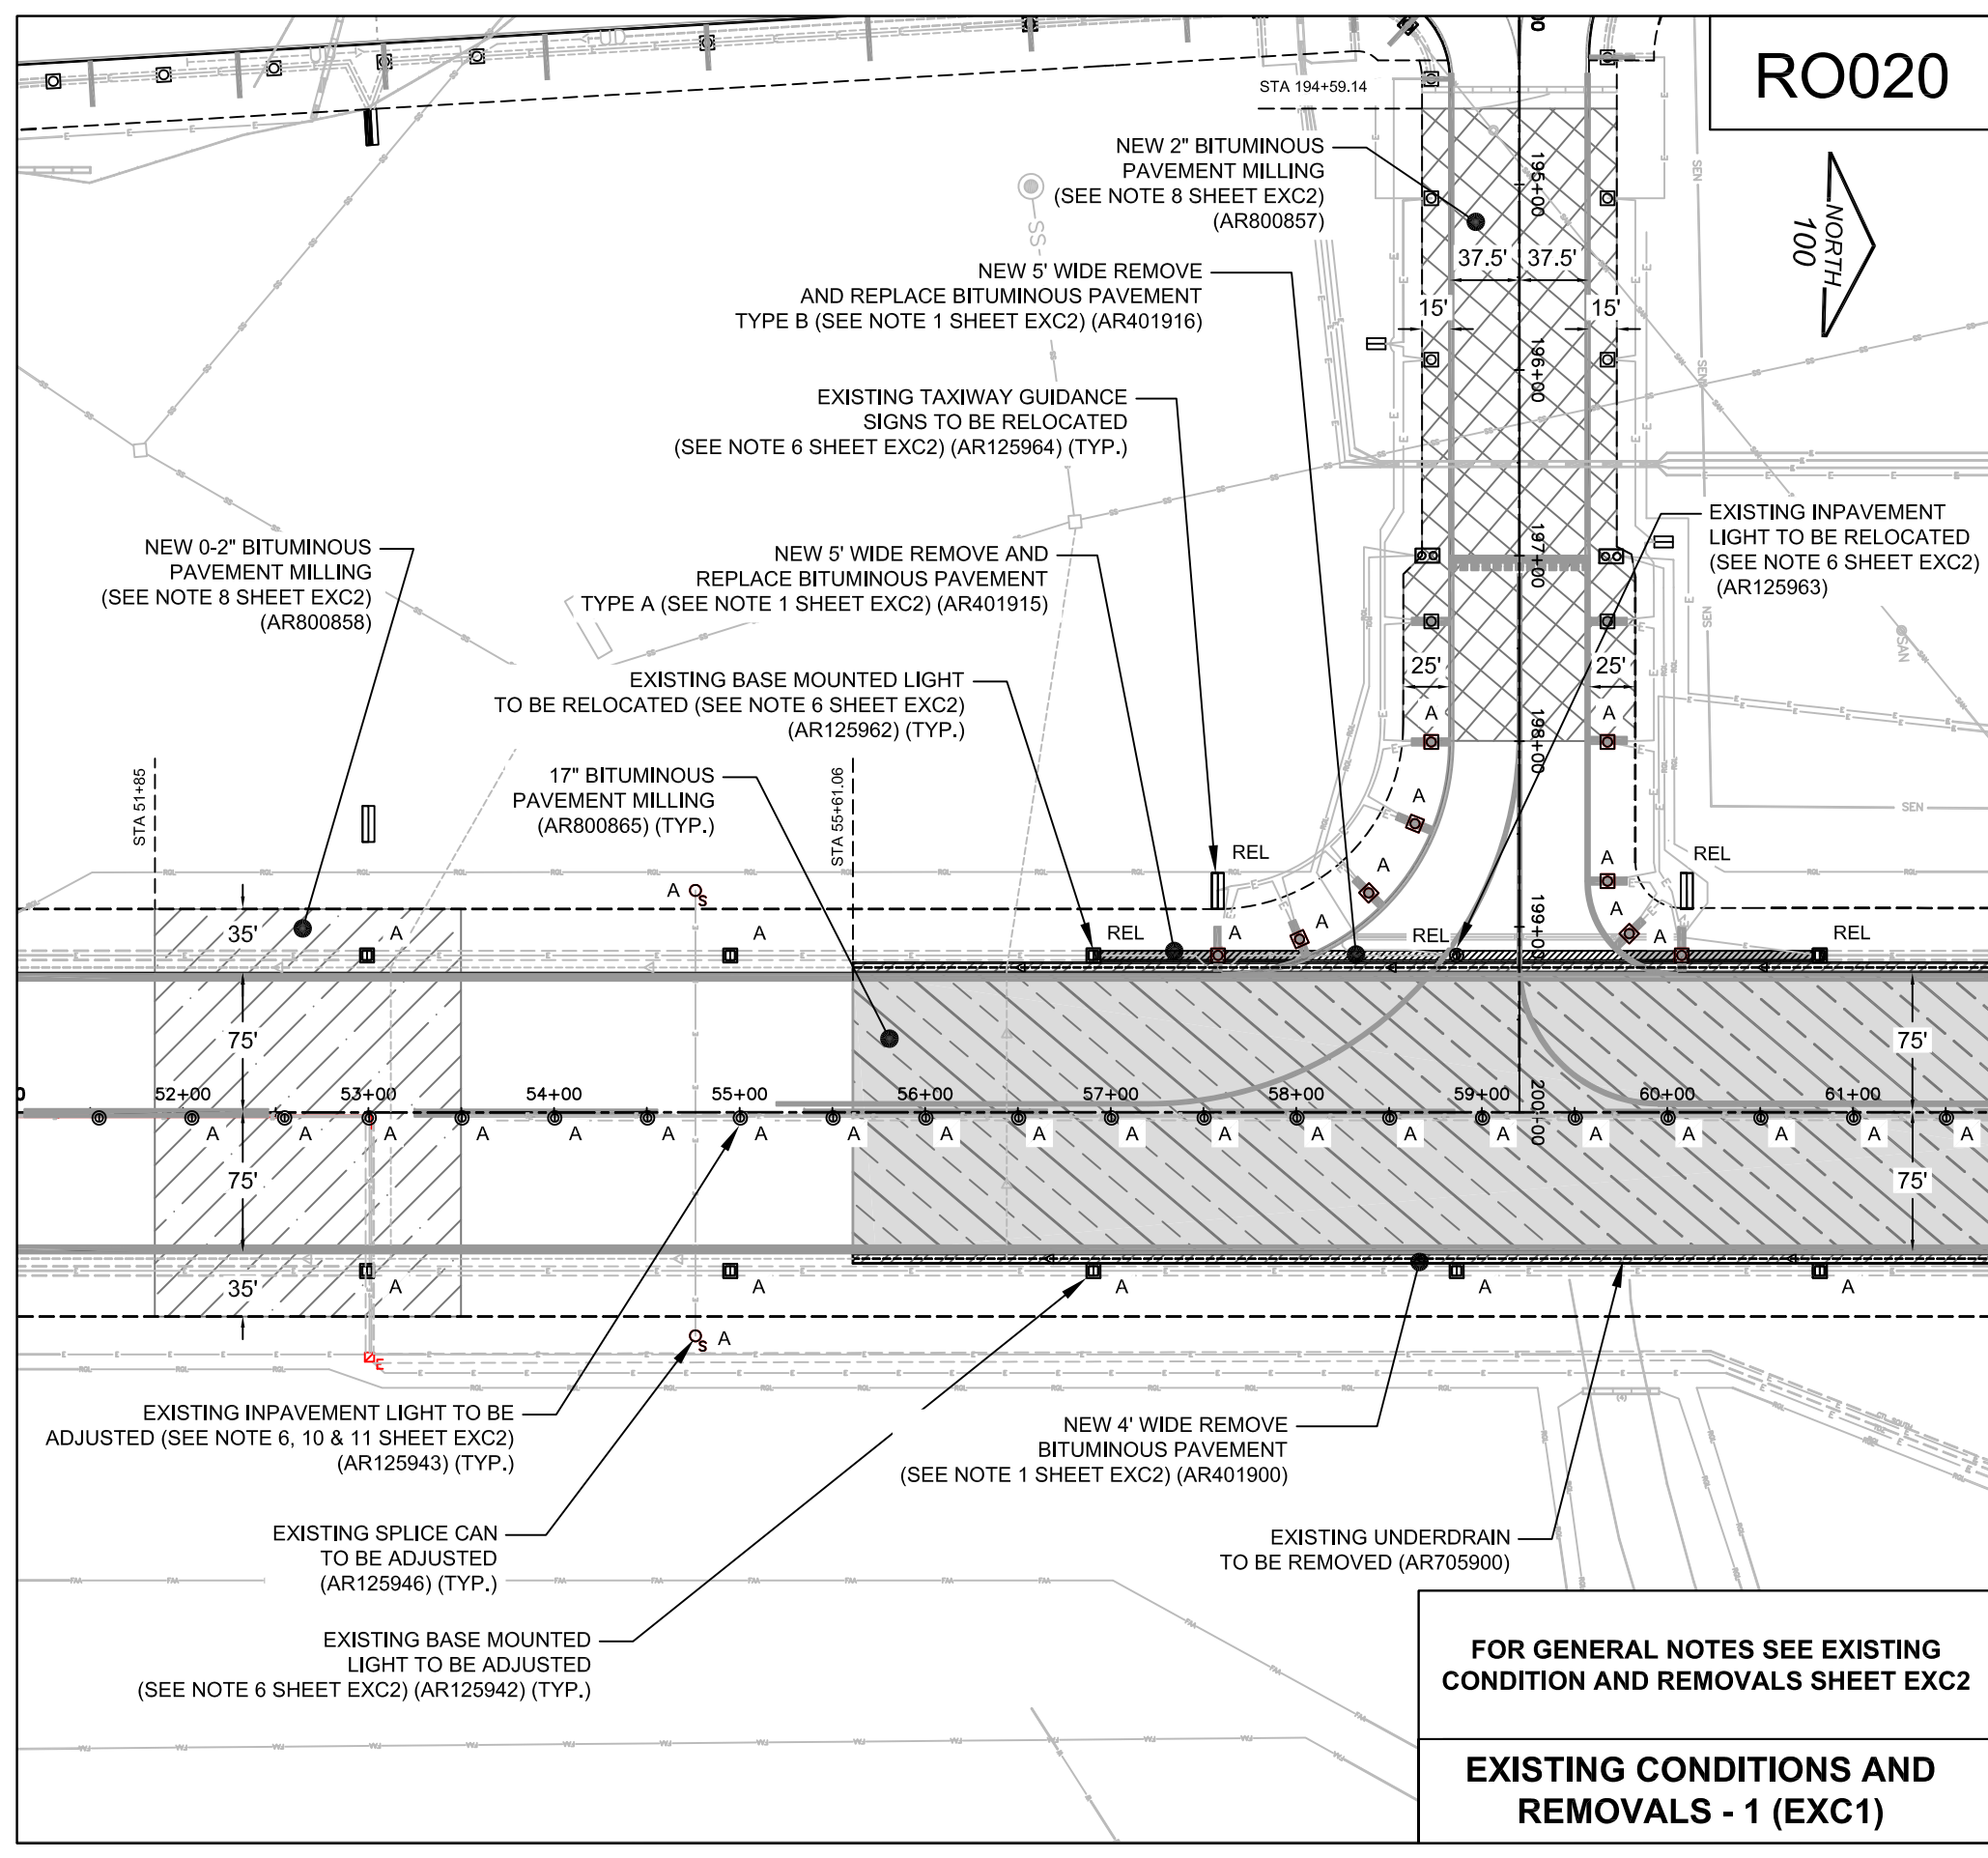 RO020
NORTH
100
STA 194+59.14
NEW 2" BITUMINOUS
PAVEMENT MILLING
(SEE NOTE 8 SHEET EXC2)
(AR800857)
NEW 5' WIDE REMOVE
AND REPLACE BITUMINOUS PAVEMENT
TYPE B (SEE NOTE 1 SHEET EXC2) (AR401916)
EXISTING TAXIWAY GUIDANCE
SIGNS TO BE RELOCATED
(SEE NOTE 6 SHEET EXC2) (AR125964) (TYP.)
NEW 0-2" BITUMINOUS
PAVEMENT MILLING
(SEE NOTE 8 SHEET EXC2)
(AR800858)
NEW 5' WIDE REMOVE AND
REPLACE BITUMINOUS PAVEMENT
TYPE A (SEE NOTE 1 SHEET EXC2) (AR401915)
EXISTING INPAVEMENT
LIGHT TO BE RELOCATED
(SEE NOTE 6 SHEET EXC2)
(AR125963)
EXISTING BASE MOUNTED LIGHT
TO BE RELOCATED (SEE NOTE 6 SHEET EXC2)
(AR125962) (TYP.)
17" BITUMINOUS
PAVEMENT MILLING
(AR800865) (TYP.)
STA 51+85
STA 55+61.06
195+00
37.5' 37.5'
15' 15'
196+00
197+00
25' 25'
A A
198+00
A
A A
REL REL
A
199+00
35' A A REL A A REL A A REL
75' 75'
52+00 53+00 54+00 55+00 56+00 57+00 58+00 59+00 60+00 61+00
200+00
A A A A A A A A A A A A A A A A A A A
75' 75'
35' A A A A A
A
S
A
S
E
SS
SAN
SEN
EXISTING INPAVEMENT LIGHT TO BE
ADJUSTED (SEE NOTE 6, 10 & 11 SHEET EXC2)
(AR125943) (TYP.)
NEW 4' WIDE REMOVE
BITUMINOUS PAVEMENT
(SEE NOTE 1 SHEET EXC2) (AR401900)
EXISTING SPLICE CAN
TO BE ADJUSTED
(AR125946) (TYP.)
EXISTING UNDERDRAIN
TO BE REMOVED (AR705900)
EXISTING BASE MOUNTED
LIGHT TO BE ADJUSTED
(SEE NOTE 6 SHEET EXC2) (AR125942) (TYP.)
FOR GENERAL NOTES SEE EXISTING
CONDITION AND REMOVALS SHEET EXC2
EXISTING CONDITIONS AND
REMOVALS - 1 (EXC1)